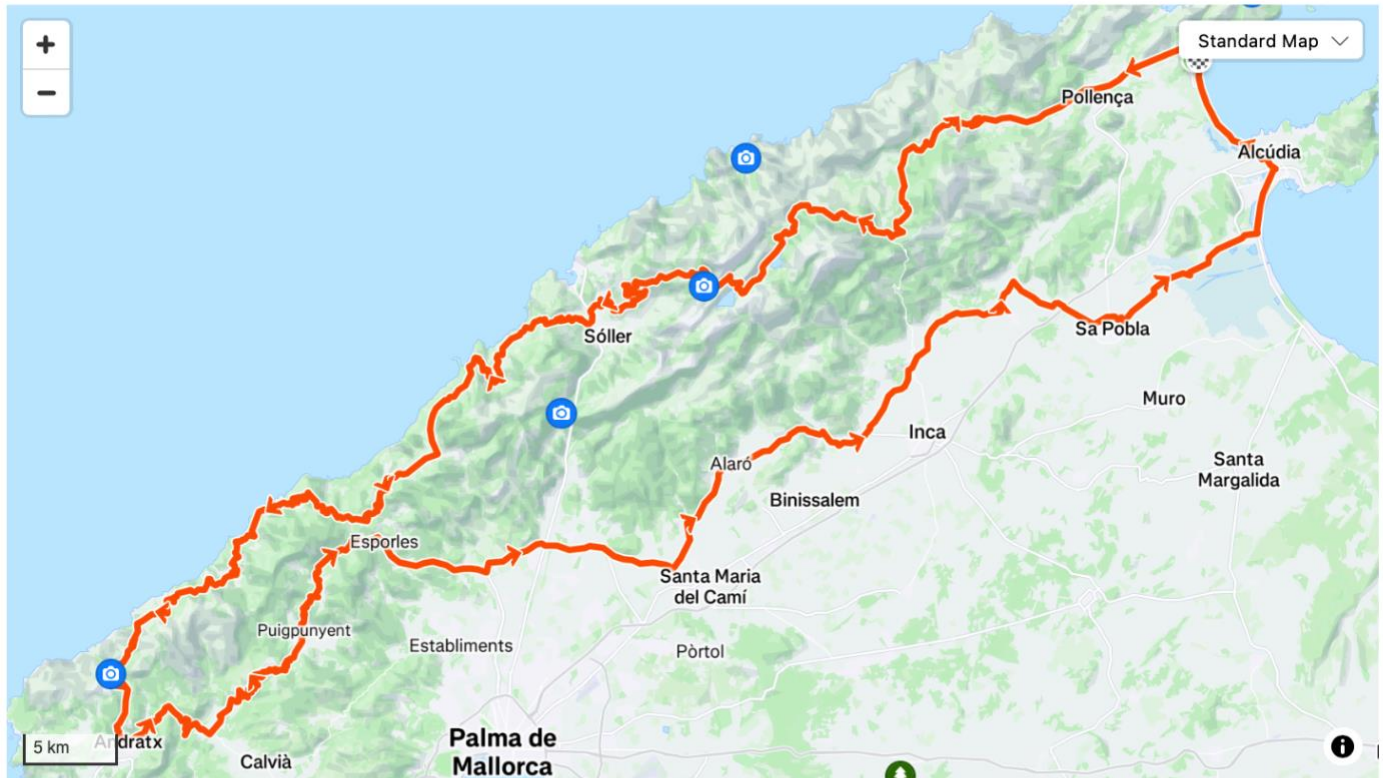 +
Standard Map
−
Pollença
Alcúdia
Sóller
Sa Pobla
Muro
Inca
Alaró
Santa
Margalida
Binissalem
Esporles
Santa Maria
del Camí
Puigpunyent
Establiments
Pòrtol
Andratx
5 km
Calvià
Palma de
Mallorca
i